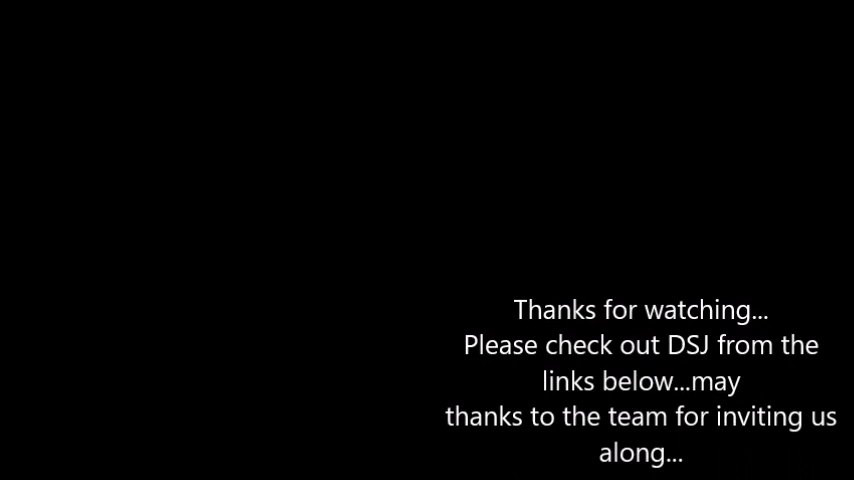 Thanks for watching...
Please check out DSJ from the
links below...may
thanks to the team for inviting us
along...